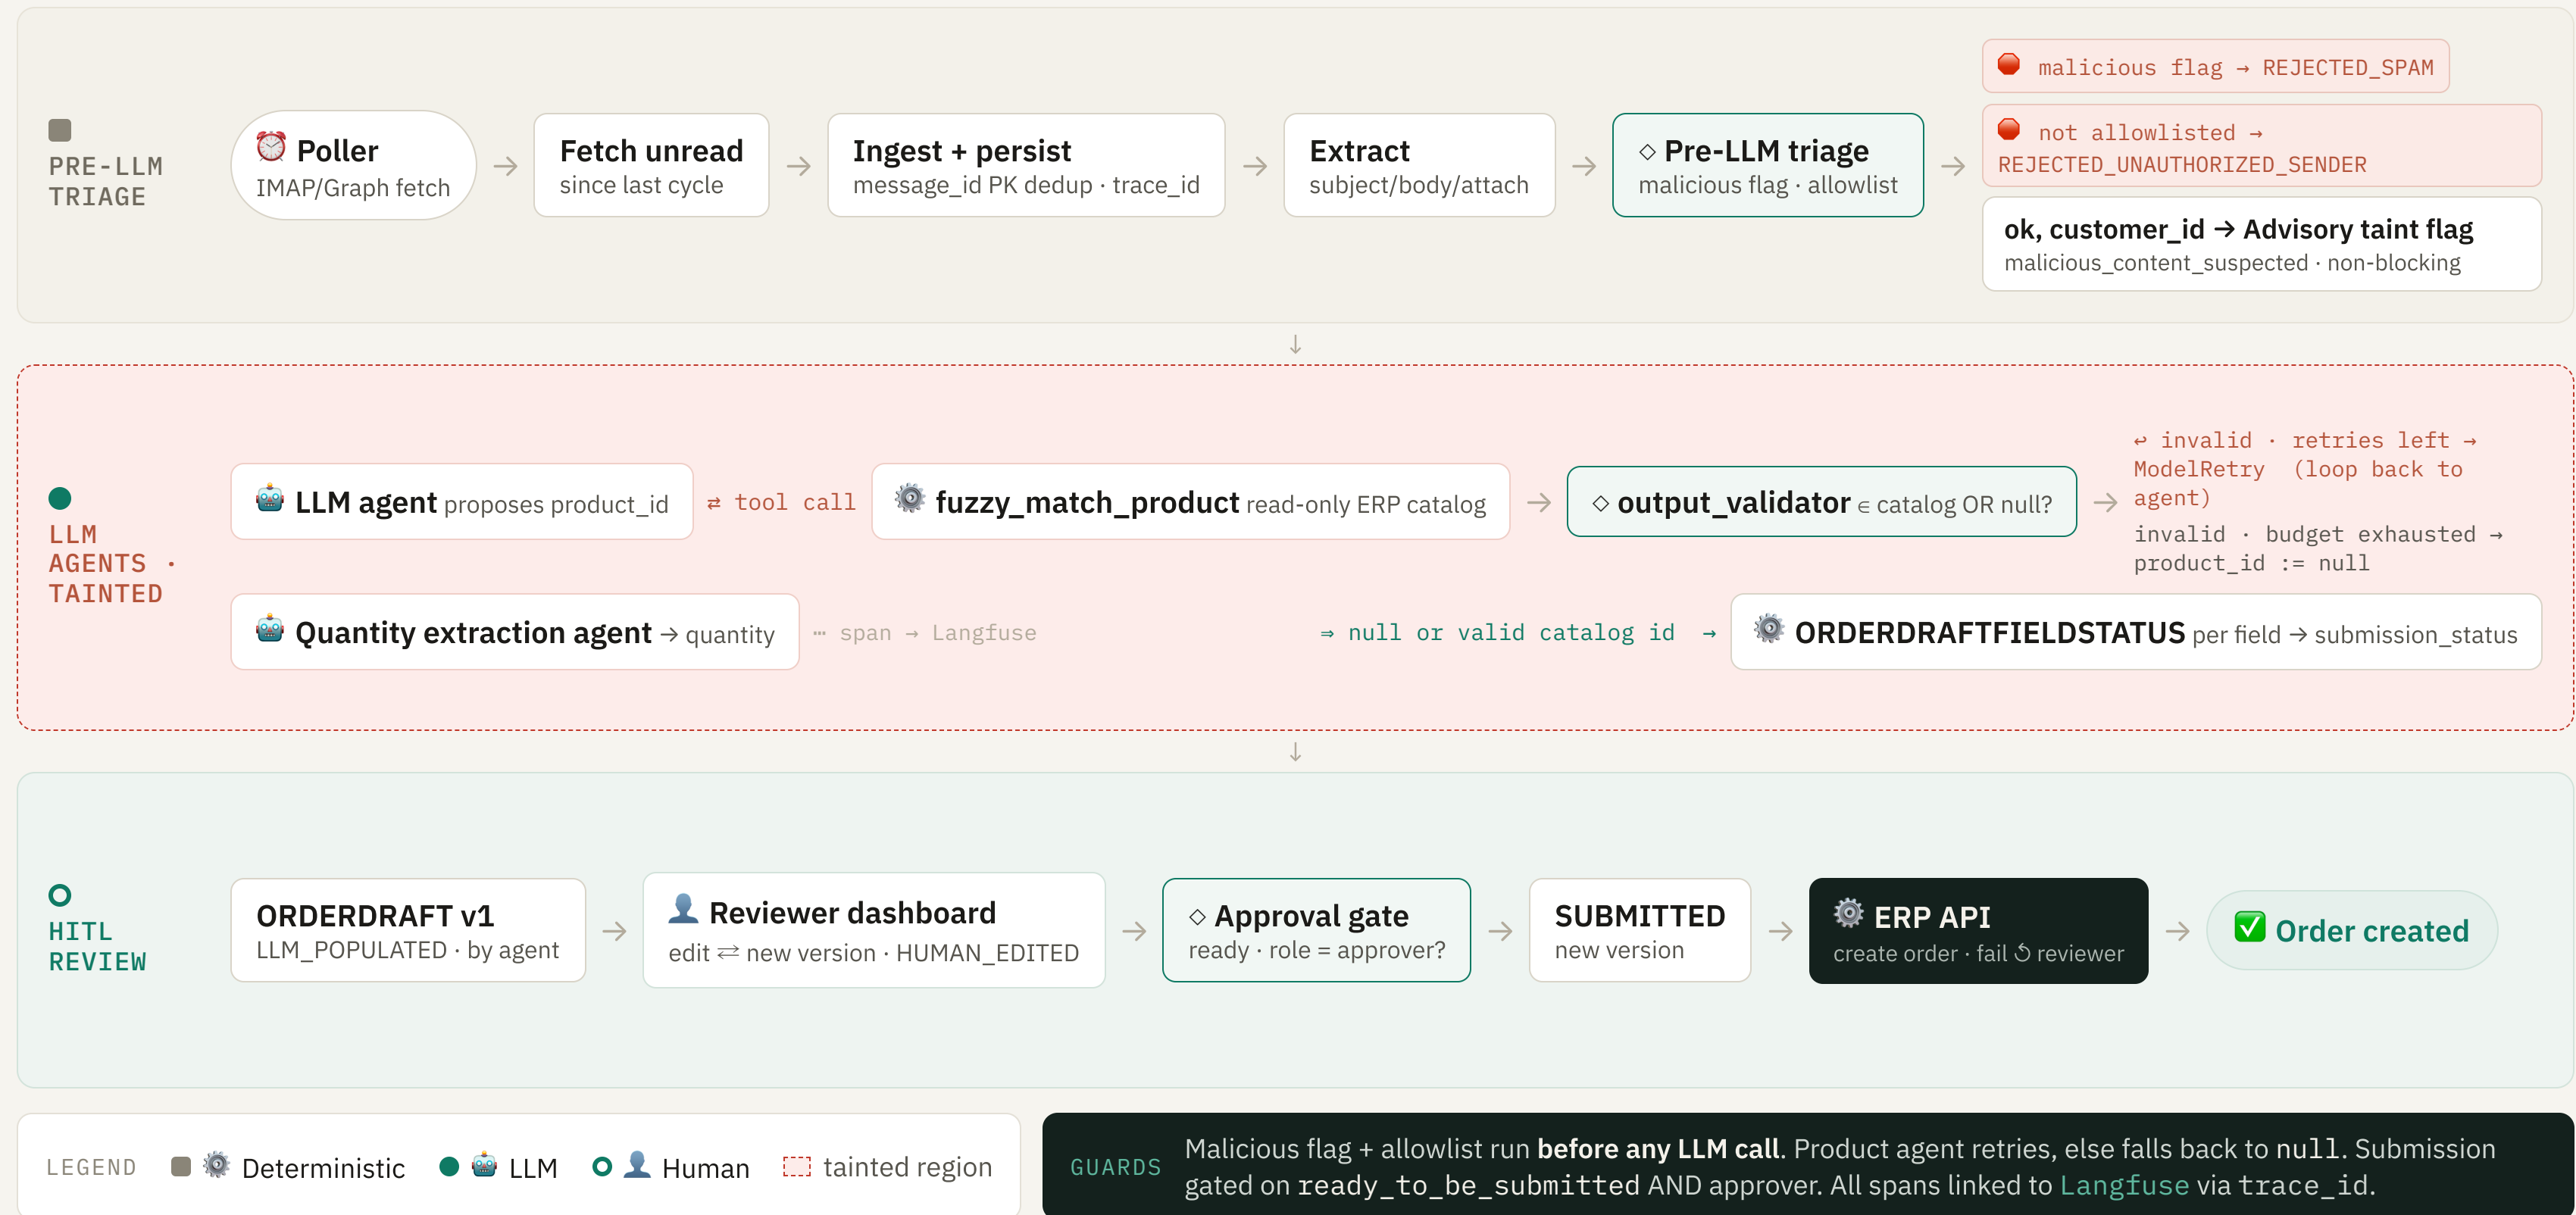 PRE-LLM
TRIAGE
⏰ Poller
IMAP/Graph fetch
→
Fetch unread
since last cycle
→
Ingest + persist
message_id PK dedup · trace_id
→
Extract
subject/body/attach
→
◇ Pre-LLM triage
malicious flag · allowlist
→
🛑 malicious flag → REJECTED_SPAM
🛑 not allowlisted →
REJECTED_UNAUTHORIZED_SENDER
ok, customer_id → Advisory taint flag
malicious_content_suspected · non-blocking
↓
LLM
AGENTS ·
TAINTED
🤖 LLM agent proposes product_id
⇄ tool call
⚙️ fuzzy_match_product read-only ERP catalog
→
◇ output_validator ∈ catalog OR null?
→
↩ invalid · retries left →
ModelRetry (loop back to
agent)
invalid · budget exhausted →
product_id := null
🤖 Quantity extraction agent → quantity
⋯ span → Langfuse
⇒ null or valid catalog id →
⚙️ ORDERDRAFTFIELDSTATUS per field → submission_status
↓
HITL
REVIEW
ORDERDRAFT v1
LLM_POPULATED · by agent
→
👤 Reviewer dashboard
edit ⇄ new version · HUMAN_EDITED
→
◇ Approval gate
ready · role = approver?
→
SUBMITTED
new version
→
⚙️ ERP API
create order · fail ↺ reviewer
→
✅ Order created
LEGEND
⚙️ Deterministic
🤖 LLM
👤 Human
tainted region
GUARDS
Malicious flag + allowlist run before any LLM call. Product agent retries, else falls back to null. Submission
gated on ready_to_be_submitted AND approver. All spans linked to Langfuse via trace_id.